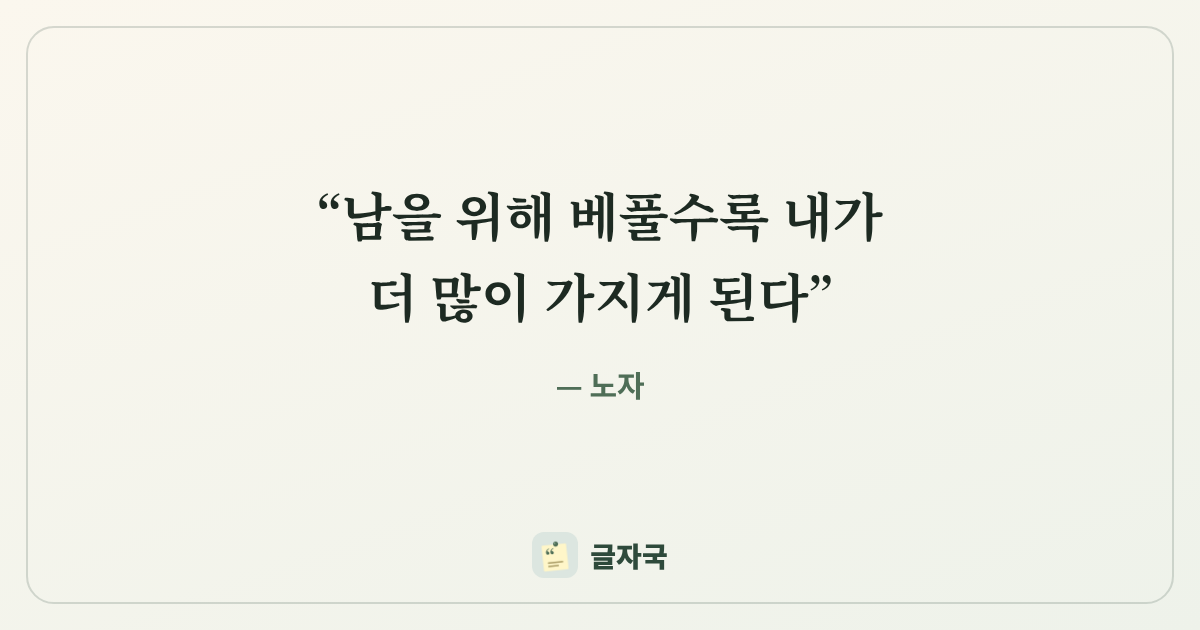 “남을 위해 베풀수록 내가
더 많이 가지게 된다”
— 노자
글자국